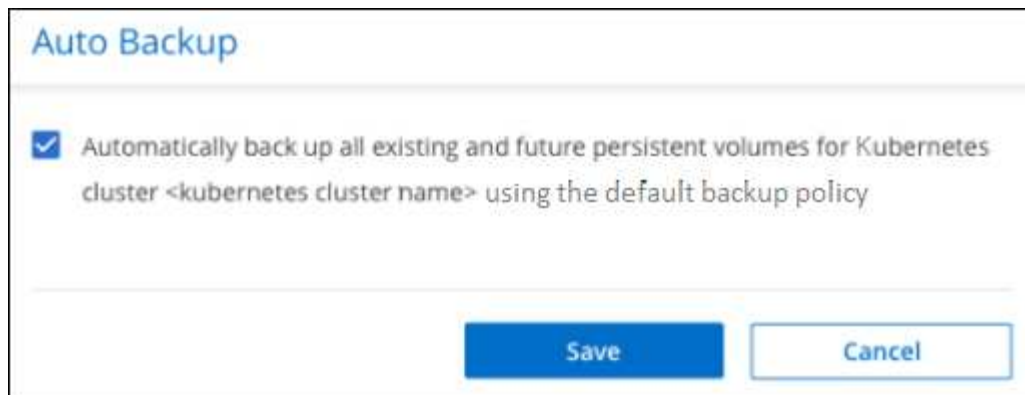 Auto Backup
Automatically back up all existing and future persistent volumes for Kubernetes
cluster <kubernetes cluster name> using the default backup policy
Save
Cancel